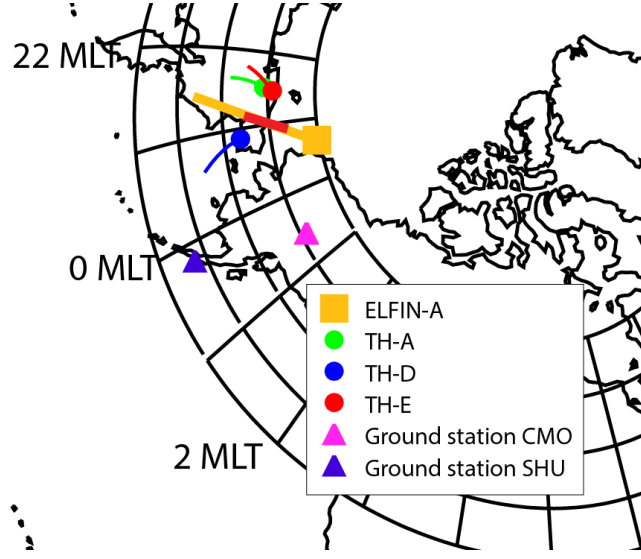 22 MLT
0 MLT
2 MLT
ELFIN-A
TH-A
TH-D
TH-E
Ground station CMO
Ground station SHU